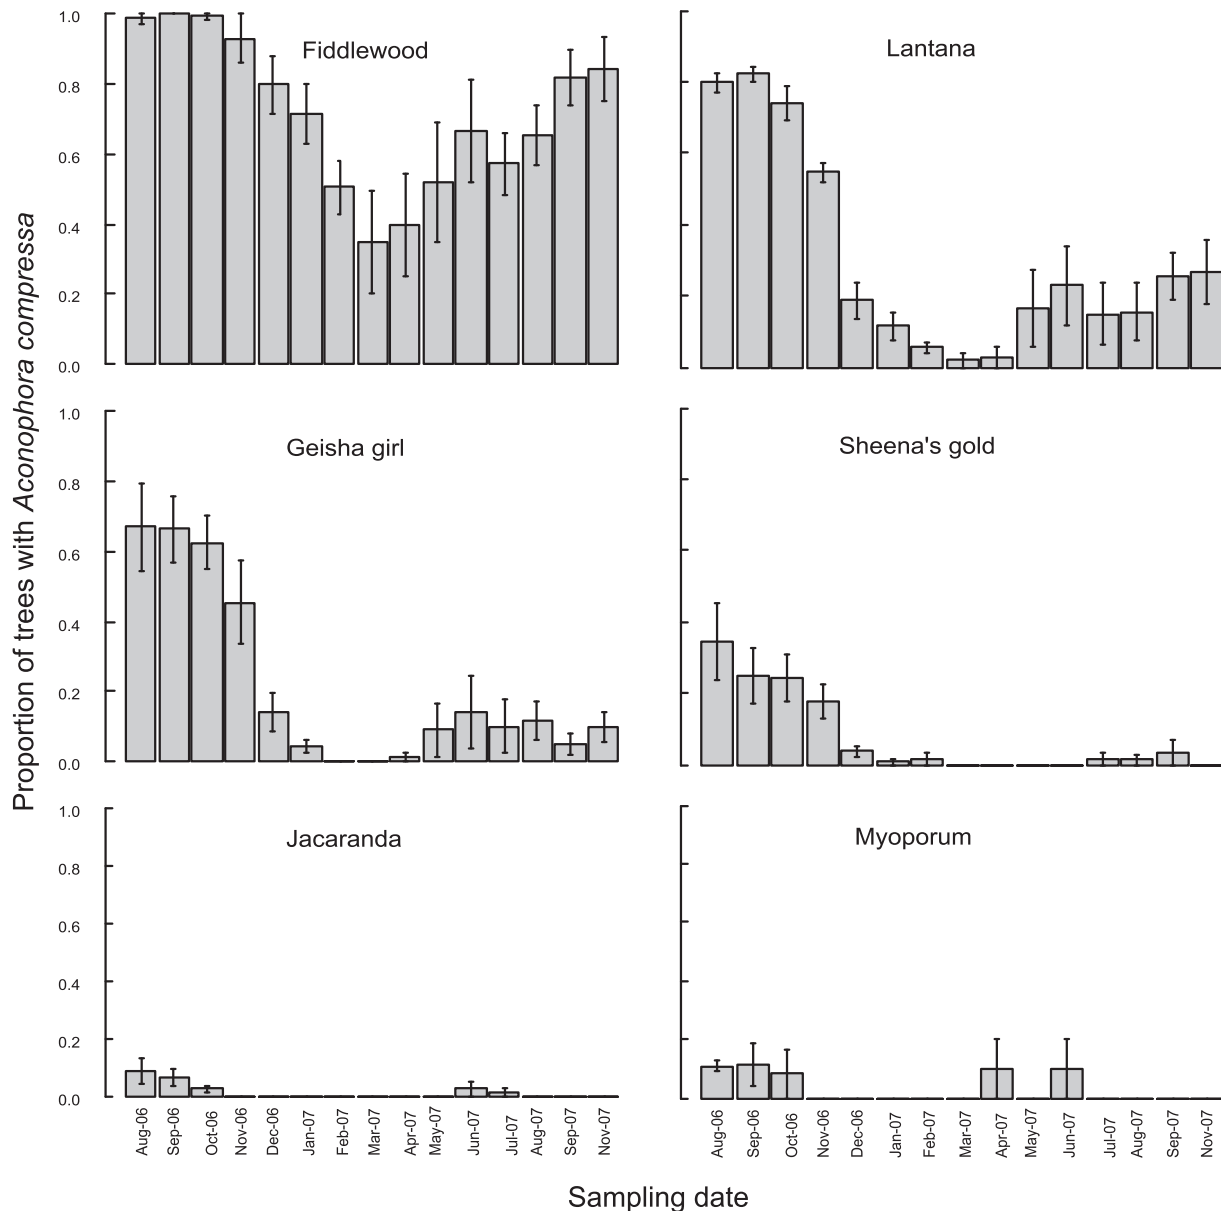 Proportion of trees with Aconophora compressa
Fiddlewood
1.0
0.8
0.6
0.4
0.2
0.0
Lantana
Geisha girl
1.0
0.8
0.6
0.4
0.2
0.0
Sheena's gold
Jacaranda
1.0
0.8
0.6
0.4
0.2
0.0
Aug-06
Sep-06
Oct-06
Nov-06
Dec-06
Jan-07
Feb-07
Mar-07
Apr-07
May-07
Jun-07
Jul-07
Aug-07
Sep-07
Nov-07
Myoporum
Aug-06
Sep-06
Oct-06
Nov-06
Dec-06
Jan-07
Feb-07
Mar-07
Apr-07
May-07
Jun-07
Jul-07
Aug-07
Sep-07
Nov-07
Sampling date